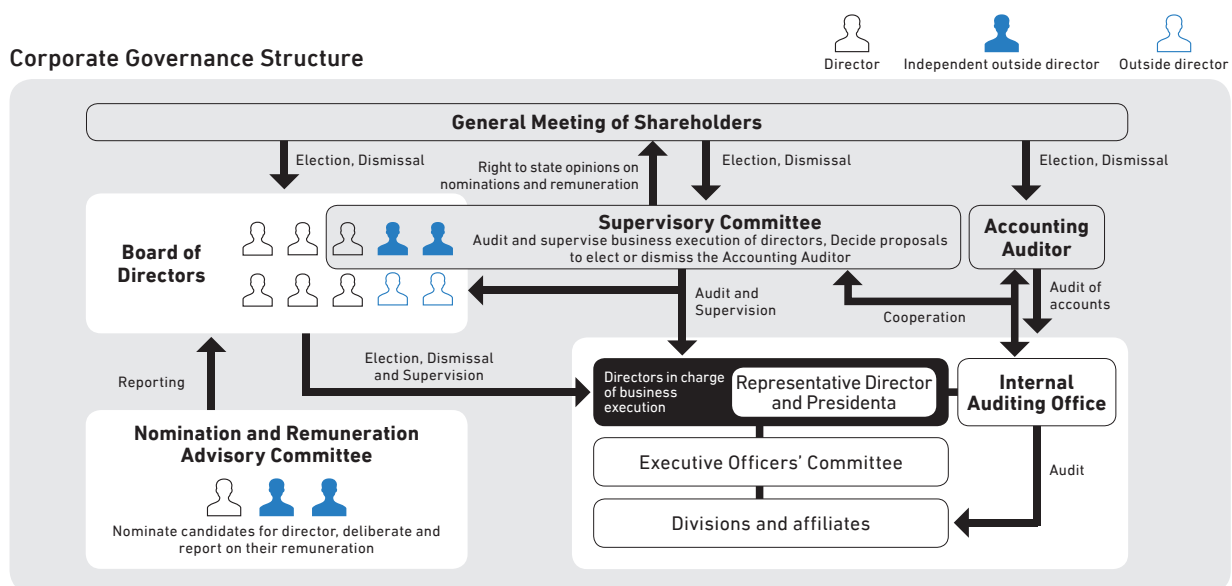 Corporate Governance Structure
Director
Independent outside director
Outside director
General Meeting of Shareholders
Election, Dismissal
Right to state opinions on
nominations and remuneration
Election, Dismissal
Election, Dismissal
Board of
Directors
Supervisory Committee
Audit and supervise business execution of directors, Decide proposals
to elect or dismiss the Accounting Auditor
Accounting
Auditor
Audit and
Supervision
Cooperation
Audit of
accounts
Reporting
Election, Dismissal
and Supervision
Directors in charge
of business
execution
Representative Director
and Presidenta
Internal
Auditing Office
Nomination and Remuneration
Advisory Committee
Nominate candidates for director, deliberate and
report on their remuneration
Executive Officers' Committee
Audit
Divisions and affiliates